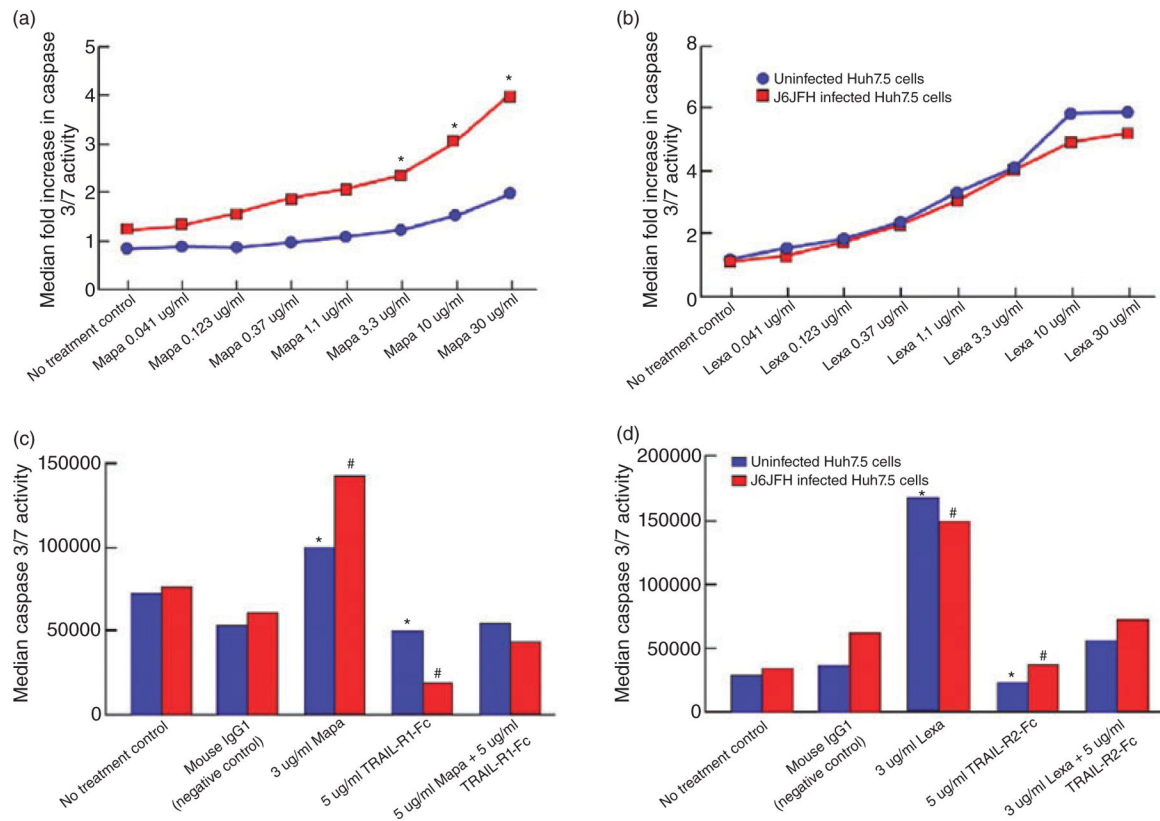 (a)
Median fold increase in caspase
3/7 activity
5
4
3
2
1
0
*
*
*
No treatment control
Mapa 0.041 ug/ml
Mapa 0.123 ug/ml
Mapa 0.37 ug/ml
Mapa 1.1 ug/ml
Mapa 3.3 ug/ml
Mapa 10 ug/ml
Mapa 30 ug/ml
(b)
Median fold increase in caspase
3/7 activity
8
6
4
2
0
Uninfected Huh7.5 cells
J6JFH infected Huh7.5 cells
No treatment control
Lexa 0.041 ug/ml
Lexa 0.123 ug/ml
Lexa 0.37 ug/ml
Lexa 1.1 ug/ml
Lexa 3.3 ug/ml
Lexa 10 ug/ml
Lexa 30 ug/ml
(c)
Median caspase 3/7 activity
150000
100000
50000
0
*
#
*
#
No treatment control
Mouse IgG1
(negative control)
3 ug/ml Mapa
5 ug/ml TRAIL-R1-Fc
5 ug/ml Mapa + 5 ug/ml
TRAIL-R1-Fc
(d)
Median caspase 3/7 activity
200000
150000
100000
50000
0
Uninfected Huh7.5 cells
J6JFH infected Huh7.5 cells
*
#
*
#
No treatment control
Mouse IgG1
(negative control)
3 ug/ml Lexa
5 ug/ml TRAIL-R2-Fc
3 ug/ml Lexa + 5 ug/ml
TRAIL-R2-Fc